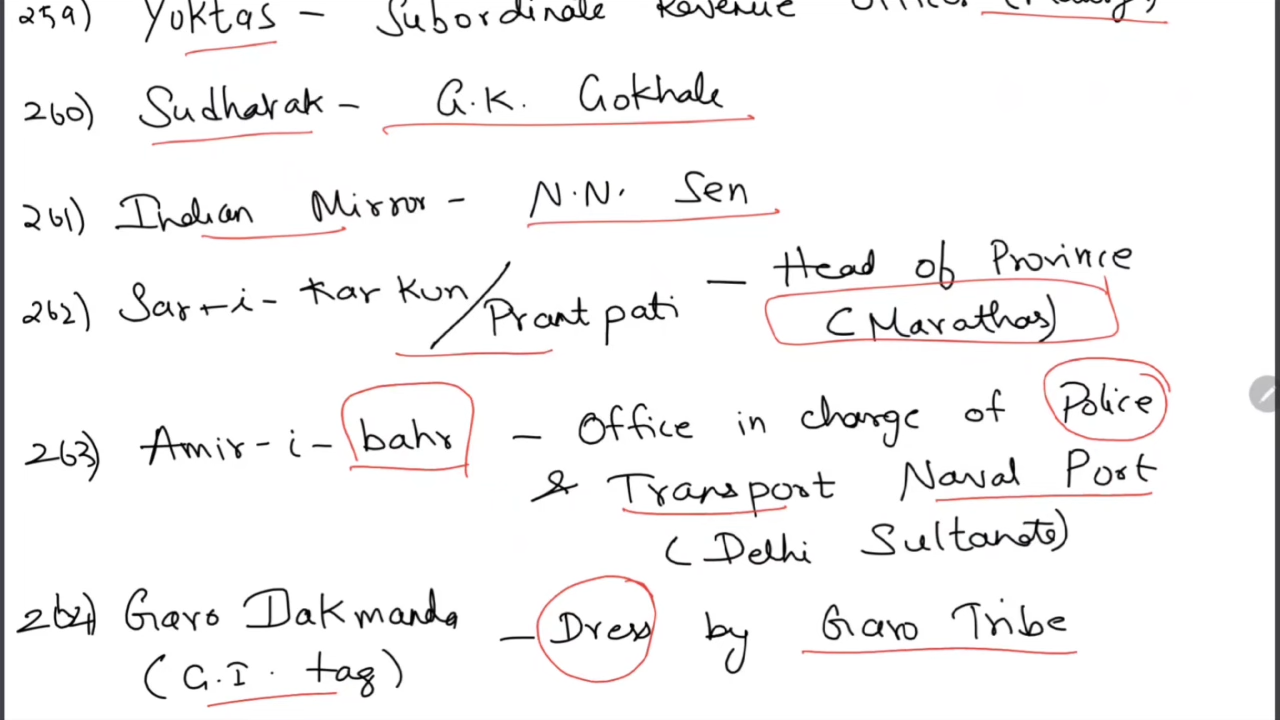 259) Yuktas - Subordinate Revenue
260) Sudharak - G.K. Gokhale
261) Indian Mirror - N.N. Sen
262) Sar-i-Karkun/Prantpati - Head of Province
(Marathas)
263) Amir-i-bahr - Office in charge of Police
& Transport Naval Port
(Delhi Sultanate)
264) Garo Dakmanda - Dress by Garo Tribe
(G.I. tag)